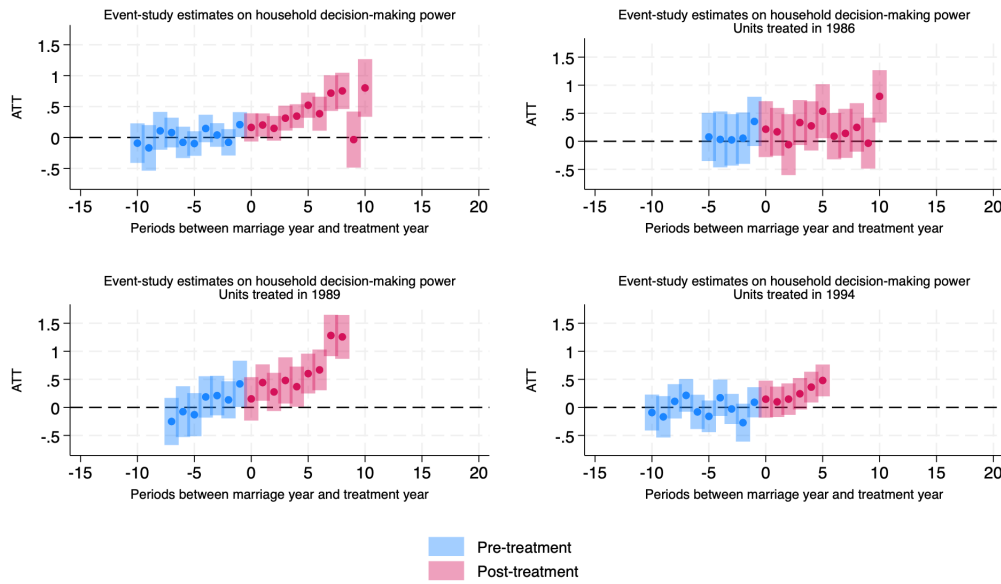 Event-study estimates on household decision-making power
1.5
1
.5
0
-.5
ATT
-15 -10 -5 0 5 10 15 20
Periods between marriage year and treatment year
Event-study estimates on household decision-making power
Units treated in 1986
1.5
1
.5
0
-.5
ATT
-15 -10 -5 0 5 10 15 20
Periods between marriage year and treatment year
Event-study estimates on household decision-making power
Units treated in 1989
1.5
1
.5
0
-.5
ATT
-15 -10 -5 0 5 10 15 20
Periods between marriage year and treatment year
Event-study estimates on household decision-making power
Units treated in 1994
1.5
1
.5
0
-.5
ATT
-15 -10 -5 0 5 10 15 20
Periods between marriage year and treatment year
Pre-treatment
Post-treatment